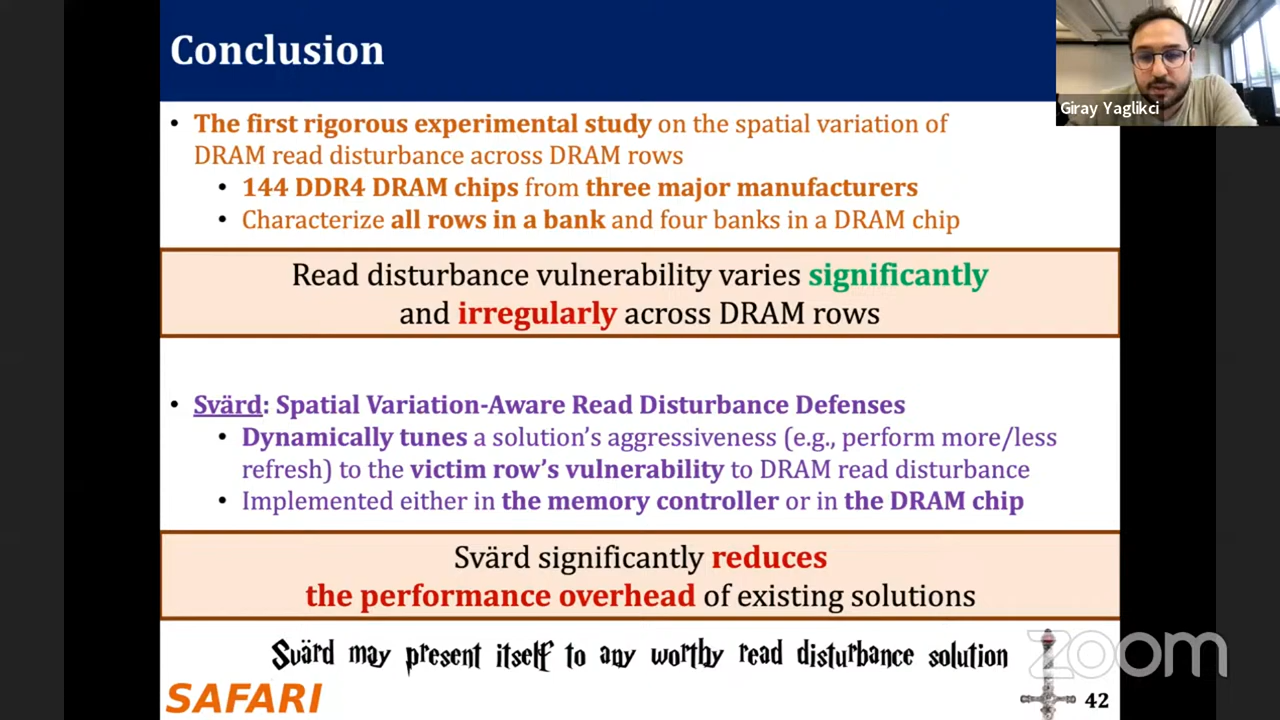 Conclusion
Giray Yaglikci
• The first rigorous experimental study on the spatial variation of
DRAM read disturbance across DRAM rows
• 144 DDR4 DRAM chips from three major manufacturers
• Characterize all rows in a bank and four banks in a DRAM chip
Read disturbance vulnerability varies significantly
and irregularly across DRAM rows
• Svärd: Spatial Variation-Aware Read Disturbance Defenses
• Dynamically tunes a solution’s aggressiveness (e.g., perform more/less
refresh) to the victim row’s vulnerability to DRAM read disturbance
• Implemented either in the memory controller or in the DRAM chip
Svärd significantly reduces
the performance overhead of existing solutions
Svärd may present itself to any worthy read disturbance solution
zoom
SAFARI
42